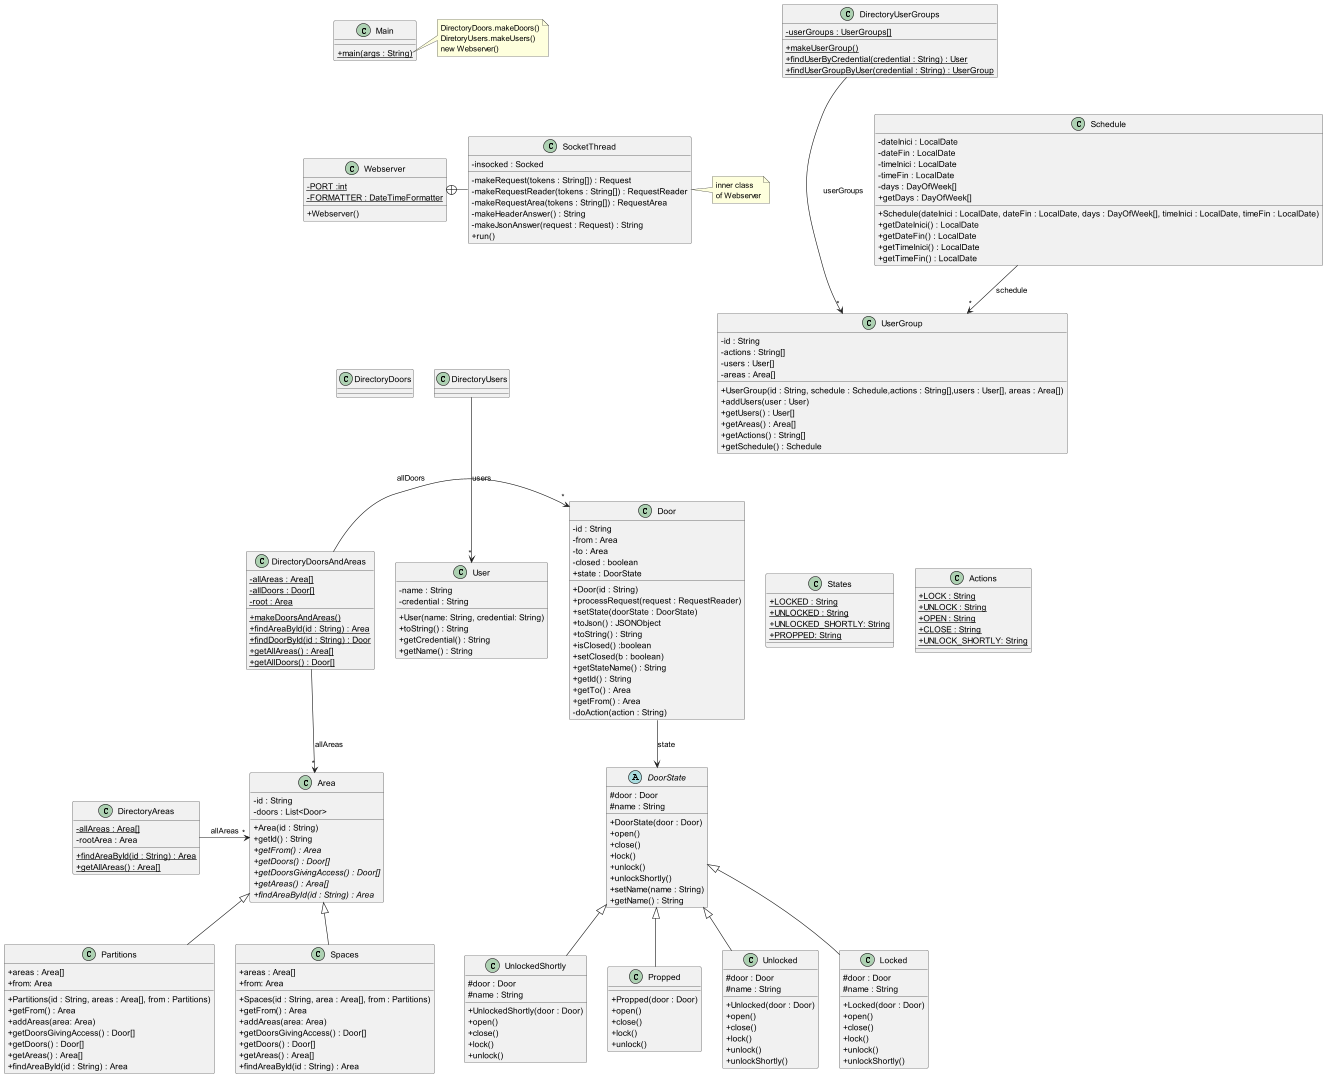 Main
+main(args : String)
DirectoryDoors.makeDoors()
DiretoryUsers.makeUsers()
new Webserver()
DirectoryUserGroups
-userGroups : UserGroups[]
+makeUserGroup()
+findUserByCredential(credential : String) : User
+findUserGroupByUser(credential : String) : UserGroup
userGroups
*
Schedule
-dateInici : LocalDate
-dateFin : LocalDate
-timeInici : LocalDate
-timeFin : LocalDate
-days : DayOfWeek[]
+getDays : DayOfWeek[]
+Schedule(dateInici : LocalDate, dateFin : LocalDate, days : DayOfWeek[], timeInici : LocalDate, timeFin : LocalDate)
+getDateInici() : LocalDate
+getDateFin() : LocalDate
+getTimeInici() : LocalDate
+getTimeFin() : LocalDate
schedule
*
Webserver
-PORT :int
-FORMATTER : DateTimeFormatter
+Webserver()
SocketThread
-insocked : Socked
-makeRequest(tokens : String[]) : Request
-makeRequestReader(tokens : String[]) : RequestReader
-makeRequestArea(tokens : String[]) : RequestArea
-makeHeaderAnswer() : String
-makeJsonAnswer(request : Request) : String
+run()
inner class
of Webserver
UserGroup
-id : String
-actions : String[]
-users : User[]
-areas : Area[]
+UserGroup(id : String, schedule : Schedule,actions : String[],users : User[], areas : Area[])
+addUsers(user : User)
+getUsers() : User[]
+getAreas() : Area[]
+getActions() : String[]
+getSchedule() : Schedule
DirectoryDoors
DirectoryUsers
allDoors
users
*
*
DirectoryDoorsAndAreas
-allAreas : Area[]
-allDoors : Door[]
-root : Area
+makeDoorsAndAreas()
+findAreaById(id : String) : Area
+findDoorById(id : String) : Door
+getAllAreas() : Area[]
+getAllDoors() : Door[]
User
-name : String
-credential : String
+User(name: String, credential: String)
+toString() : String
+getCredential() : String
+getName() : String
Door
-id : String
-from : Area
-to : Area
-closed : boolean
+state : DoorState
+Door(id : String)
+processRequest(request : RequestReader)
+setState(doorState : DoorState)
+toJson() : JSONObject
+toString() : String
+isClosed() :boolean
+setClosed(b : boolean)
+getStateName() : String
+getId() : String
+getTo() : Area
+getFrom() : Area
-doAction(action : String)
States
+LOCKED : String
+UNLOCKED : String
+UNLOCKED_SHORTLY: String
+PROPPED: String
Actions
+LOCK : String
+UNLOCK : String
+OPEN : String
+CLOSE : String
+UNLOCK_SHORTLY: String
allAreas
*
state
DirectoryAreas
-allAreas : Area[]
-rootArea : Area
+findAreaById(id : String) : Area
+getAllAreas() : Area[]
allAreas
*
Area
-id : String
-doors : List<Door>
+Area(id : String)
+getId() : String
+getFrom() : Area
+getDoors() : Door[]
+getDoorsGivingAccess() : Door[]
+getAreas() : Area[]
+findAreaById(id : String) : Area
DoorState
#door : Door
#name : String
+DoorState(door : Door)
+open()
+close()
+lock()
+unlock()
+unlockShortly()
+setName(name : String)
+getName() : String
Partitions
+areas : Area[]
+from: Area
+Partitions(id : String, areas : Area[], from : Partitions)
+getFrom() : Area
+addAreas(area: Area)
+getDoorsGivingAccess() : Door[]
+getDoors() : Door[]
+getAreas() : Area[]
+findAreaById(id : String) : Area
Spaces
+areas : Area[]
+from: Area
+Spaces(id : String, area : Area[], from : Partitions)
+getFrom() : Area
+addAreas(area: Area)
+getDoorsGivingAccess() : Door[]
+getDoors() : Door[]
+getAreas() : Area[]
+findAreaById(id : String) : Area
UnlockedShortly
#door : Door
#name : String
+UnlockedShortly(door : Door)
+open()
+close()
+lock()
+unlock()
Propped
+Propped(door : Door)
+open()
+close()
+lock()
+unlock()
Unlocked
#door : Door
#name : String
+Unlocked(door : Door)
+open()
+close()
+lock()
+unlock()
+unlockShortly()
Locked
#door : Door
#name : String
+Locked(door : Door)
+open()
+close()
+lock()
+unlock()
+unlockShortly()